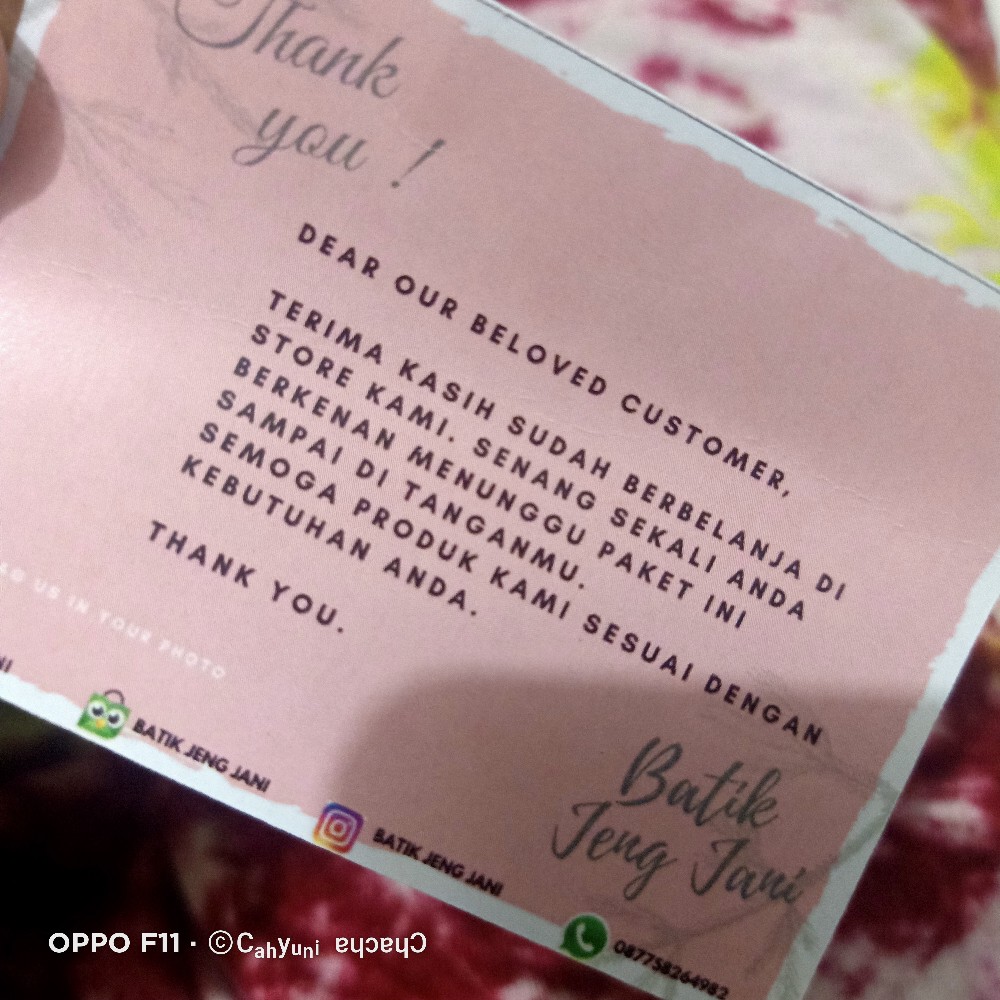 Thank
you !
DEAR OUR BELOVED CUSTOMER,
TERIMA KASIH SUDAH BERBELANJA DI
STORE KAMI. SENANG SEKALI ANDA
BERKENAN MENUNGGU PAKET INI
SAMPAI DI TANGANMU.
SEMOGA PRODUK KAMI SESUAI DENGAN
KEBUTUHAN ANDA.
THANK YOU.
US IN YOUR PHOTO
BATIK JENG JANI
BATIK JENG JANI
Batik
Jeng Jani
087758264982
OPPO F11 · ©Cahyuni Chacha